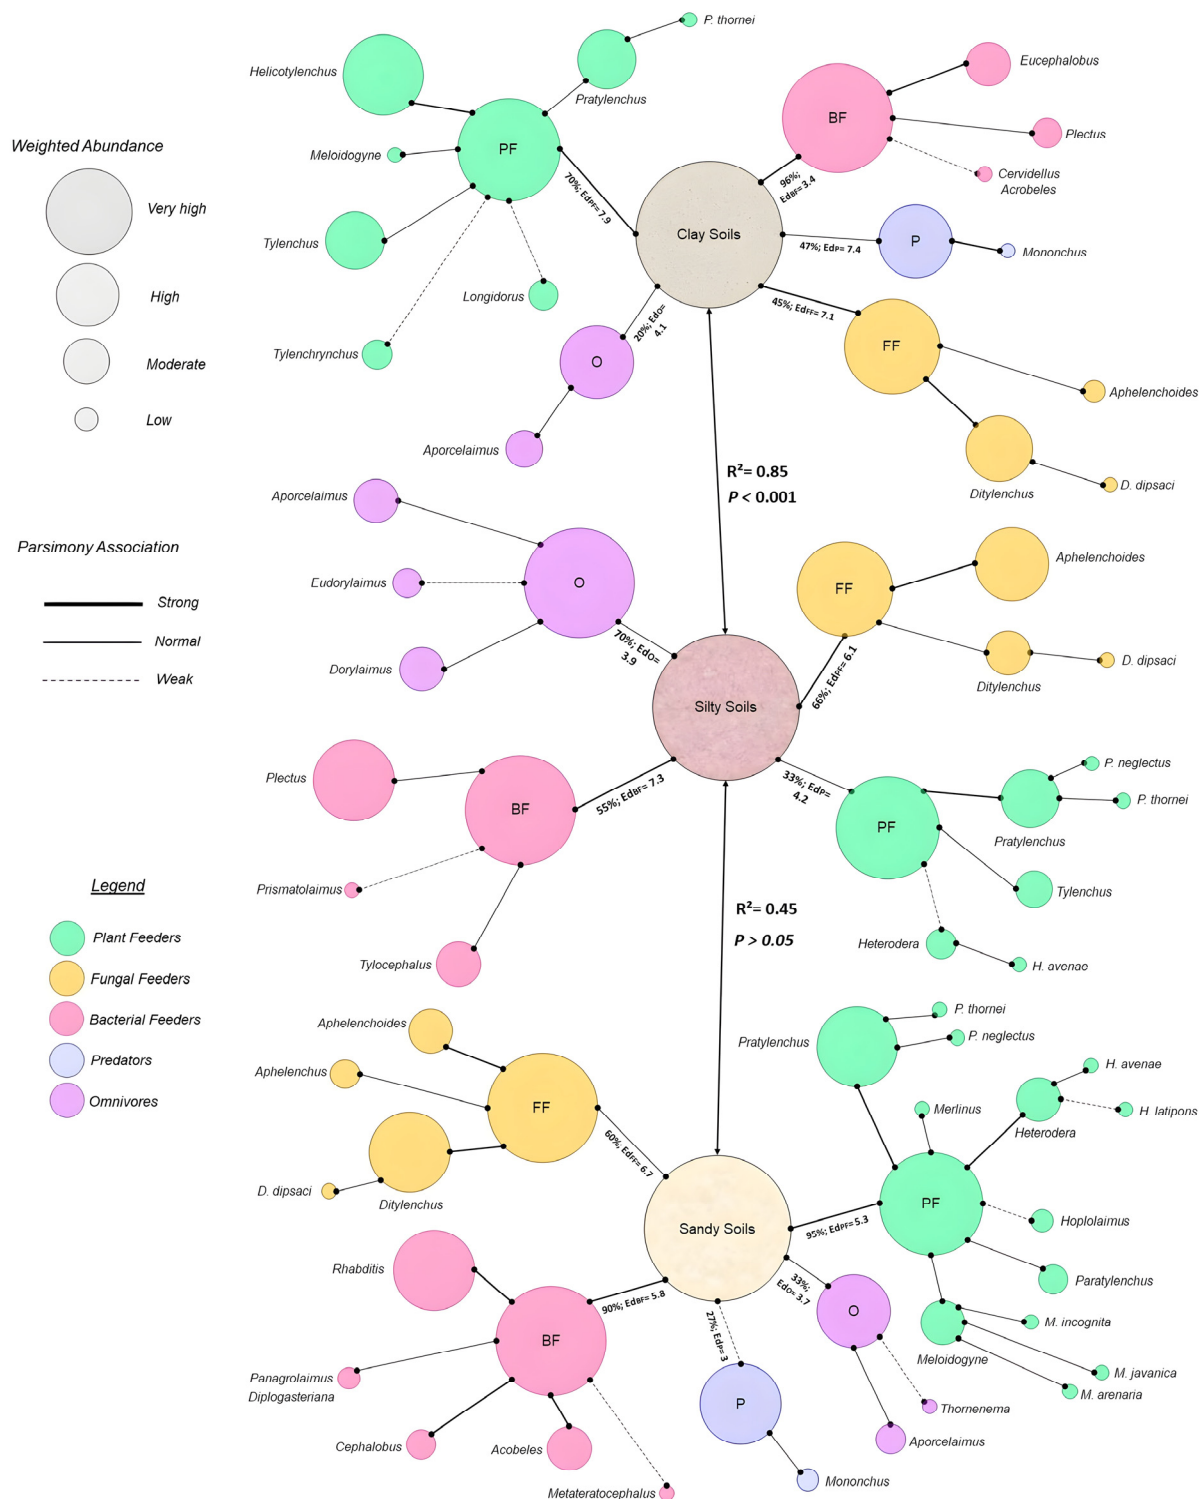 Weighted Abundance
Very high
High
Moderate
Low
Parsimony Association
Strong
Normal
Weak
Legend
Plant Feeders
Fungal Feeders
Bacterial Feeders
Predators
Omnivores
P. thornei
Helicotylenchus
Pratylenchus
PF
Meloidogyne
Tylenchus
Longidorus
Tylenchrynchus
70%; EdPF= 7.9
Eucephalobus
BF
Plectus
Cervidellus
Acrobeles
96%;
EdBF= 3.4
Clay Soils
P
Mononchus
47%; EdP= 7.4
45%; EdFF= 7.1
FF
Aphelenchoides
Ditylenchus
D. dipsaci
20%; EdO=
4.1
O
Aporcelaimus
R²= 0.85
P < 0.001
Aporcelaimus
Eudorylaimus
O
Dorylaimus
70%; EdO=
3.9
FF
Aphelenchoides
Ditylenchus
D. dipsaci
66%; EdFF= 6.1
Silty Soils
Plectus
BF
Prismatolaimus
Tylocephalus
55%; EdBF= 7.3
33%; EdP=
4.2
PF
P. neglectus
P. thornei
Pratylenchus
Tylenchus
Heterodera
H. avenae
R²= 0.45
P > 0.05
Aphelenchoides
Aphelenchus
FF
D. dipsaci
Ditylenchus
60%; EdFF= 6.7
P. thornei
Pratylenchus
P. neglectus
H. avenae
Merlinus
H. latipons
Heterodera
PF
Hoplolaimus
Paratylenchus
M. incognita
Meloidogyne
M. javanica
M. arenaria
95%; EdPF= 5.3
Sandy Soils
Rhabditis
90%; EdBF= 5.8
BF
Panagrolaimus
Diplogasteriana
Cephalobus
Acobeles
Metateratocephalus
27%; EdP= 3
P
Mononchus
33%;
EdO= 3.7
O
Thornenema
Aporcelaimus